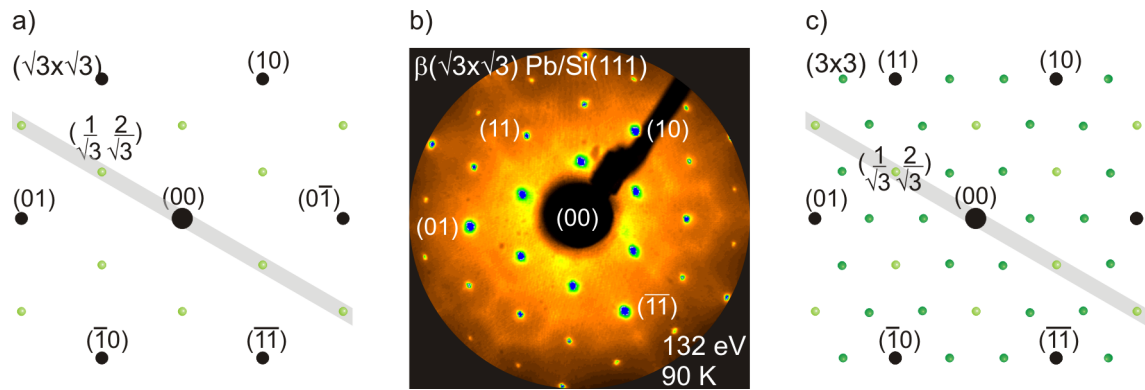 a)
(√3x√3)
(10)
(1/√3 2/√3)
(00)
(01)
(01̅)
(1̅0)
(1̅1̅)
b)
β(√3x√3) Pb/Si(111)
(11)
(10)
(01)
(00)
(1̅1̅)
132 eV
90 K
c)
(3x3)
(11)
(10)
(1/√3 2/√3)
(01)
(00)
(1̅0)
(1̅1̅)